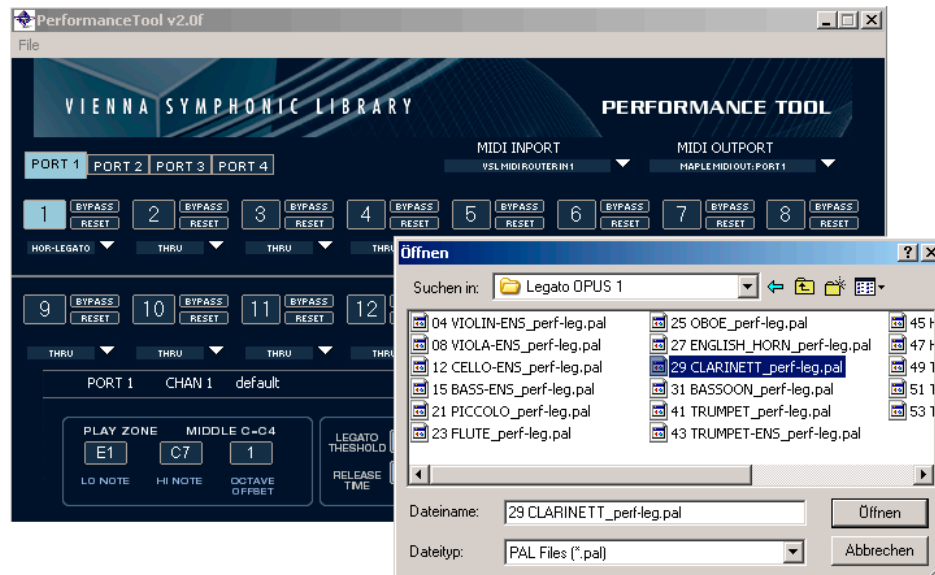 PerformanceTool v2.0f
File
VIENNA SYMPHONIC LIBRARY
PERFORMANCE TOOL
MIDI INPORT MIDI OUTPORT
PORT 1 PORT 2 PORT 3 PORT 4 VSL MIDI ROUTER IN 1 MAPLE MIDI OUT: PORT 1
1 BYPASS RESET 2 BYPASS RESET 3 BYPASS RESET 4 BYPASS RESET 5 BYPASS RESET 6 BYPASS RESET 7 BYPASS RESET 8 BYPASS RESET
HOR-LEGATO THRU THRU
9 BYPASS RESET 10 BYPASS RESET 11 BYPASS RESET 12
THRU THRU THRU
PORT 1 CHAN 1 default
PLAY ZONE MIDDLE C=C4
E1 C7 1
LO NOTE HI NOTE OCTAVE OFFSET
LEGATO
THESHOLD
RELEASE
TIME
Öffnen
Suchen in: Legato OPUS 1
04 VIOLIN-ENS_perf-leg.pal
08 VIOLA-ENS_perf-leg.pal
12 CELLO-ENS_perf-leg.pal
15 BASS-ENS_perf-leg.pal
21 PICCOLO_perf-leg.pal
23 FLUTE_perf-leg.pal
25 OBOE_perf-leg.pal
27 ENGLISH_HORN_perf-leg.pal
29 CLARINETT_perf-leg.pal
31 BASSOON_perf-leg.pal
41 TRUMPET_perf-leg.pal
43 TRUMPET-ENS_perf-leg.pal
45
47
49
51
53
Dateiname: 29 CLARINETT_perf-leg.pal Öffnen
Dateityp: PAL Files (*.pal) Abbrechen